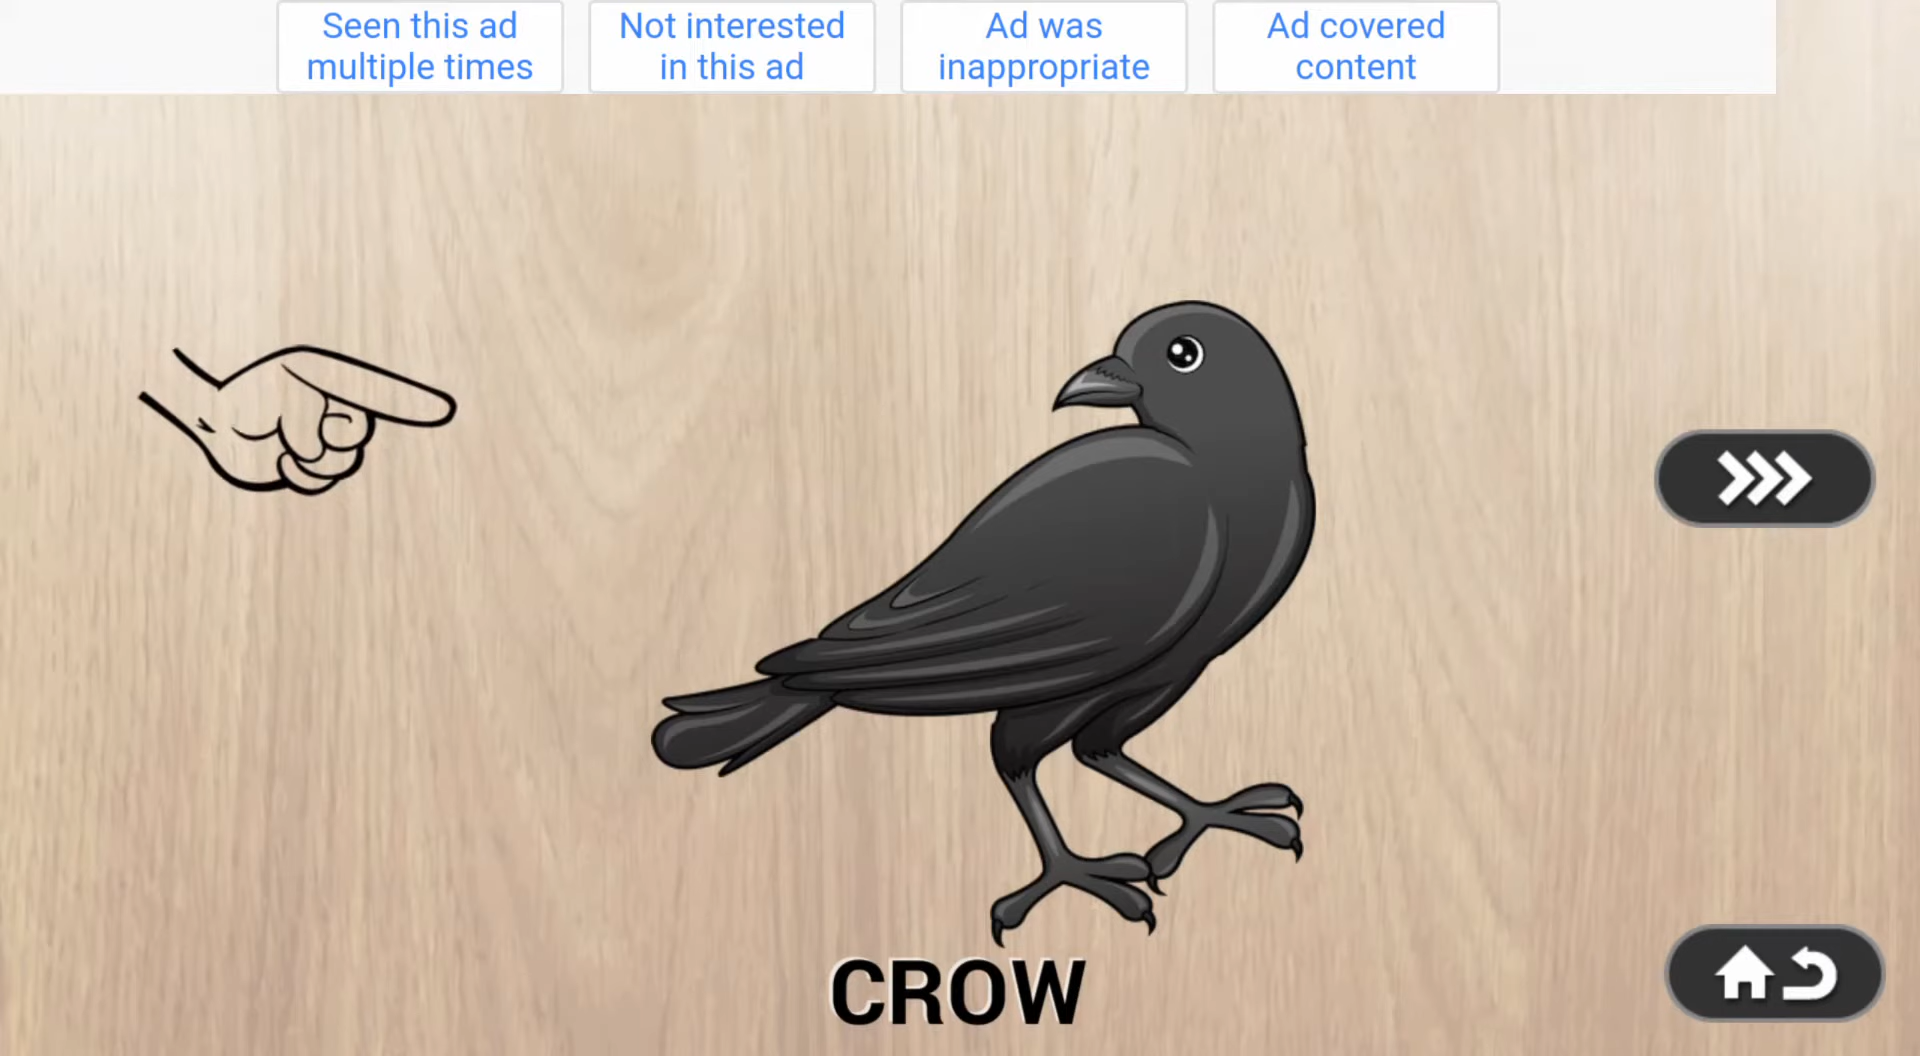 Seen this ad
multiple times
Not interested
in this ad
Ad was
inappropriate
Ad covered
content
CROW